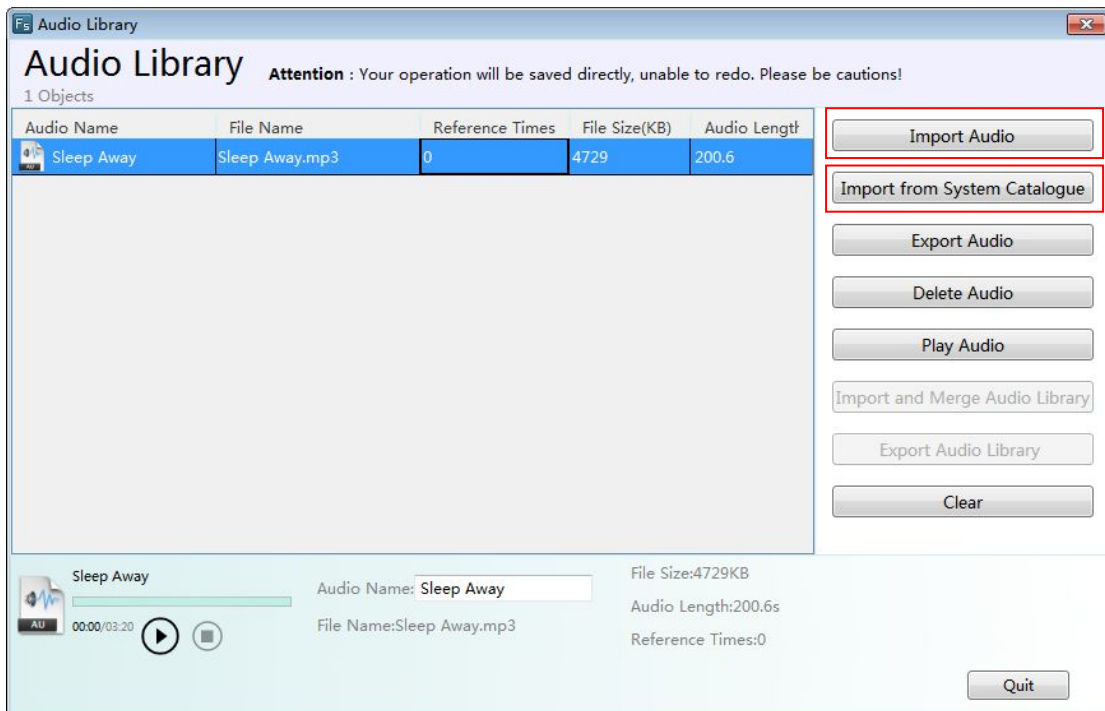 Fs Audio Library
Audio Library
Attention : Your operation will be saved directly, unable to redo. Please be cautions!
1 Objects
Audio Name File Name Reference Times File Size(KB) Audio Lengtl
Sleep Away Sleep Away.mp3 0 4729 200.6
Import Audio
Import from System Catalogue
Export Audio
Delete Audio
Play Audio
Import and Merge Audio Library
Export Audio Library
Clear
Sleep Away
AU
00:00/03:20
Audio Name: Sleep Away
File Name:Sleep Away.mp3
File Size:4729KB
Audio Length:200.6s
Reference Times:0
Quit